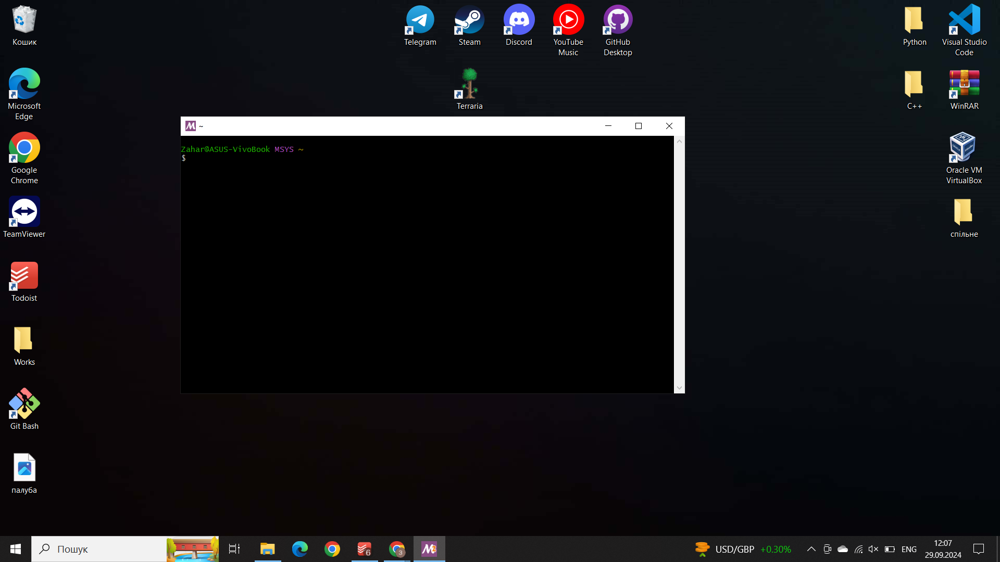 Кошик
Telegram
Steam
Discord
YouTube
Music
GitHub
Desktop
Python
Visual Studio
Code
Microsoft
Edge
Terraria
C++
WinRAR
~
Zahar@ASUS-VivoBook MSYS ~
$
Google
Chrome
Oracle VM
VirtualBox
TeamViewer
спільне
Todoist
Works
Git Bash
палуба
Пошук
6
3
USD/GBP +0.30%
ENG
12:07
29.09.2024